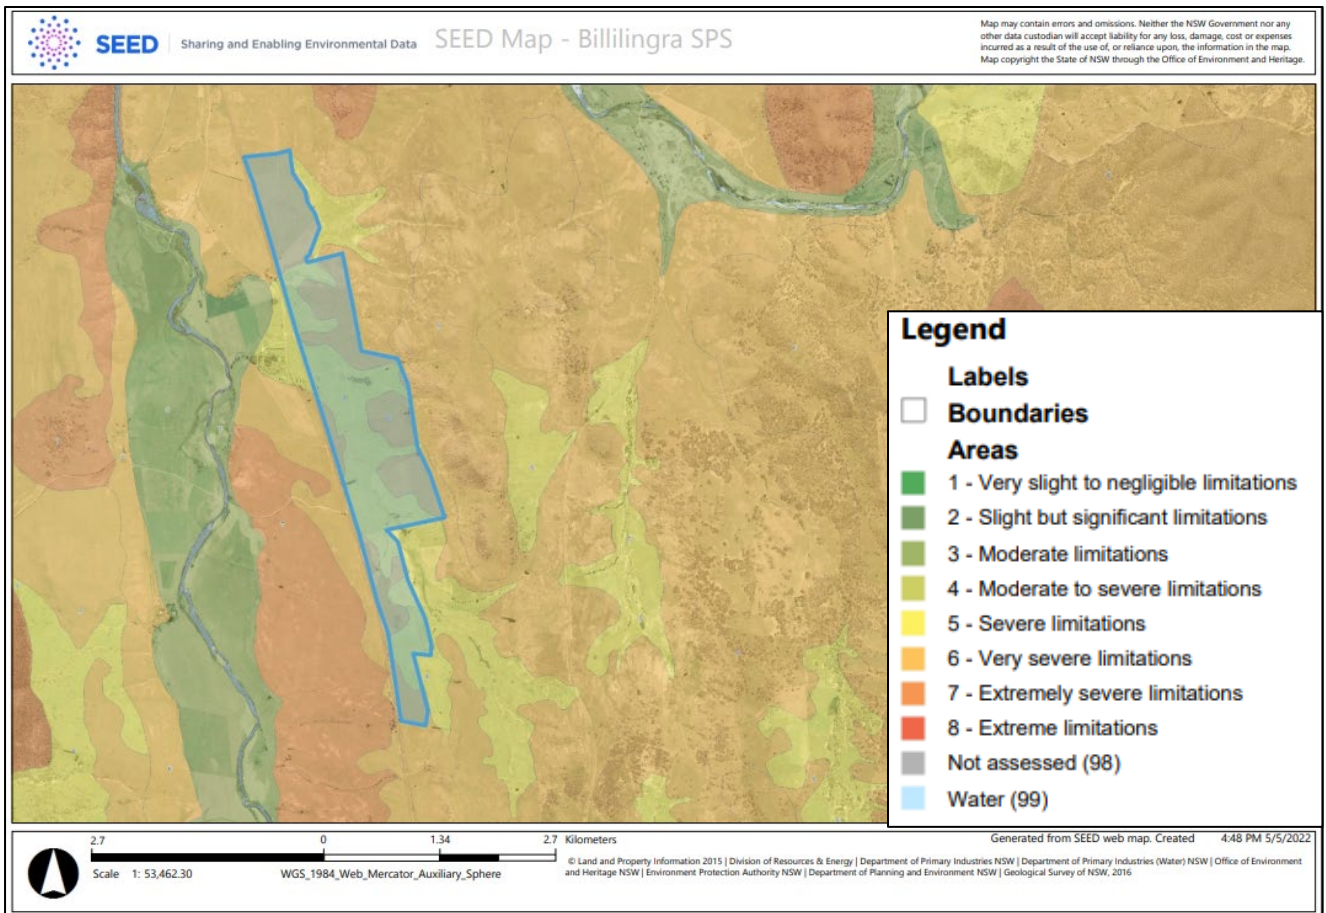 SEED
Sharing and Enabling Environmental Data
SEED Map - Billilingra SPS
Map may contain errors and omissions. Neither the NSW Government nor any
other data custodian will accept liability for any loss, damage, cost or expenses
incurred as a result of the use of, or reliance upon, the information in the map.
Map copyright the State of NSW through the Office of Environment and Heritage.
Legend
Labels
Boundaries
Areas
1 - Very slight to negligible limitations
2 - Slight but significant limitations
3 - Moderate limitations
4 - Moderate to severe limitations
5 - Severe limitations
6 - Very severe limitations
7 - Extremely severe limitations
8 - Extreme limitations
Not assessed (98)
Water (99)
2.7 0 1.34 2.7 Kilometers
Scale 1: 53,462.30 WGS_1984_Web_Mercator_Auxiliary_Sphere
Generated from SEED web map. Created 4:48 PM 5/5/2022
© Land and Property Information 2015 | Division of Resources & Energy | Department of Primary Industries NSW | Department of Primary Industries (Water) NSW | Office of Environment
and Heritage NSW | Environment Protection Authority NSW | Department of Planning and Environment NSW | Geological Survey of NSW, 2016